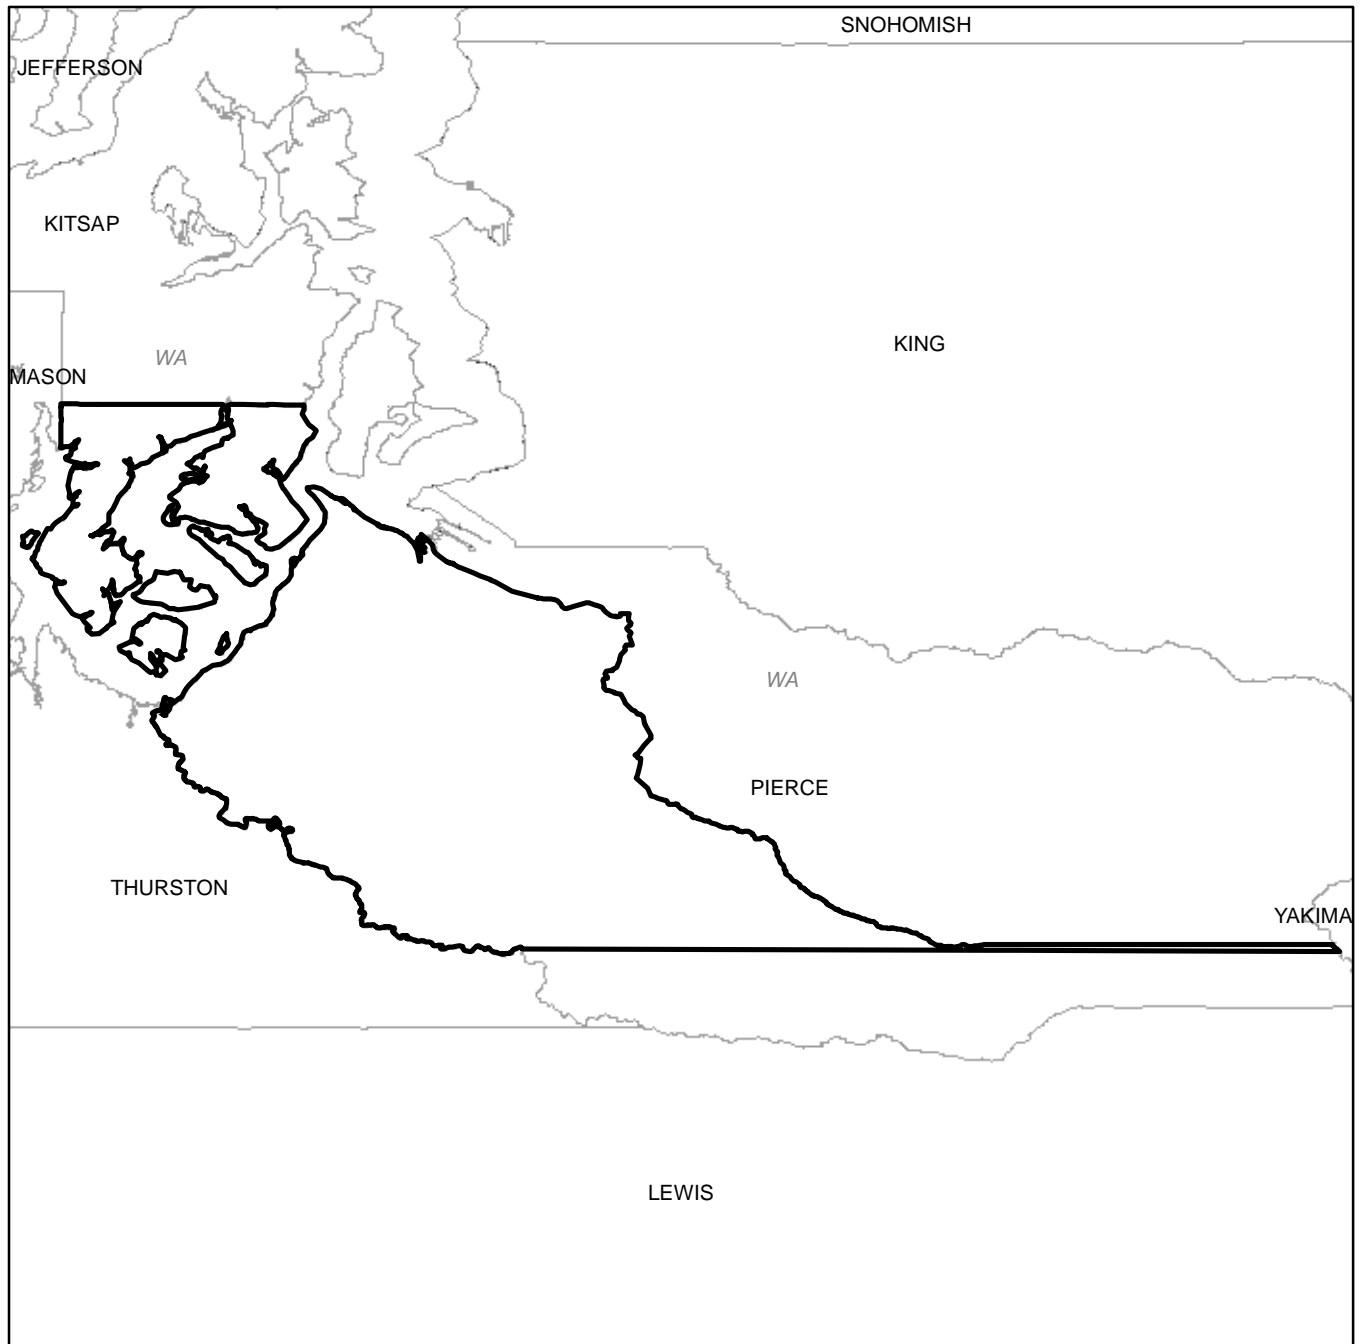 SNOHOMISH
JEFFERSON
KITSAP
KING
WA
MASON
WA
PIERCE
THURSTON
YAKIMA
LEWIS